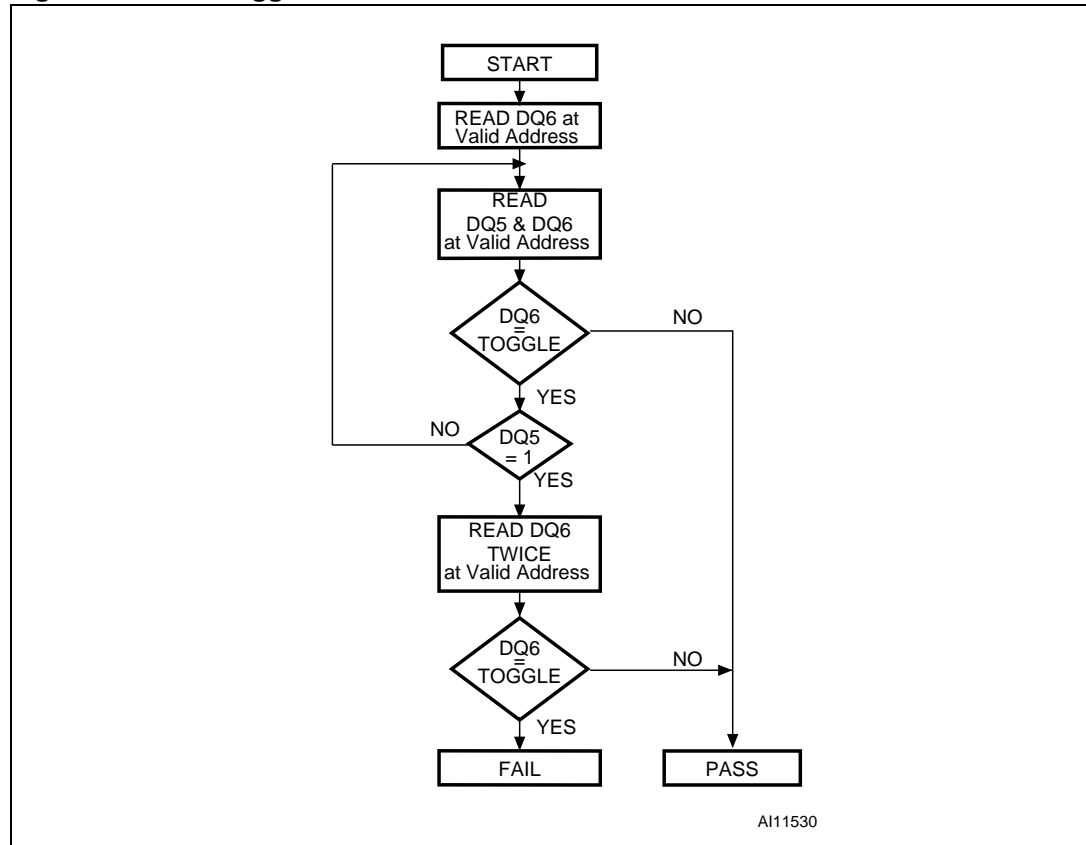 START
READ DQ6 at
Valid Address
READ
DQ5 & DQ6
at Valid Address
DQ6
=
TOGGLE
NO
YES
NO
DQ5
= 1
YES
READ DQ6
TWICE
at Valid Address
DQ6
=
TOGGLE
NO
YES
FAIL
PASS
AI11530